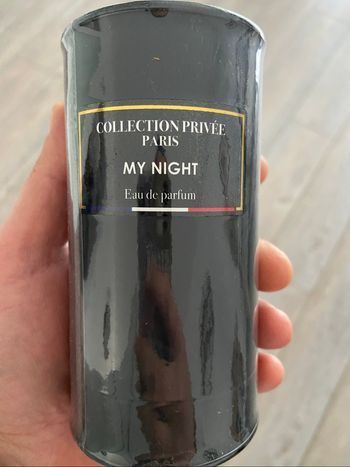 COLLECTION PRIVÉE
PARIS
MY NIGHT
Eau de parfum